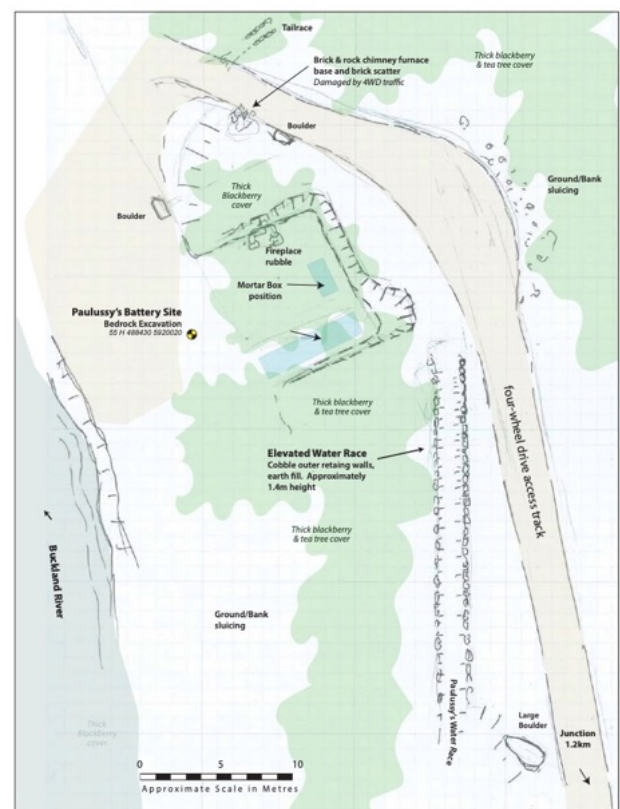 Tailrace
Thick blackberry
& tea tree cover
Brick & rock chimney furnace
base and brick scatter
Damaged by 4WD traffic
Boulder
Ground/Bank
sluicing
Thick
Blackberry
cover
Boulder
Fireplace
rubble
Mortar Box
position
Paulussy's Battery Site
Bedrock Excavation
55 H 488430 5920020
Thick blackberry
& tea tree cover
four-wheel drive access track
Elevated Water Race
Cobble outer retaing walls,
earth fill. Approximately
1.4m height
Thick blackberry
& tea tree cover
Buckland River
Ground/Bank
sluicing
Paulussy's Water Race
Large
Boulder
Junction
1.2km
Thick
Blackberry
cover
0 5 10
Approximate Scale in Metres